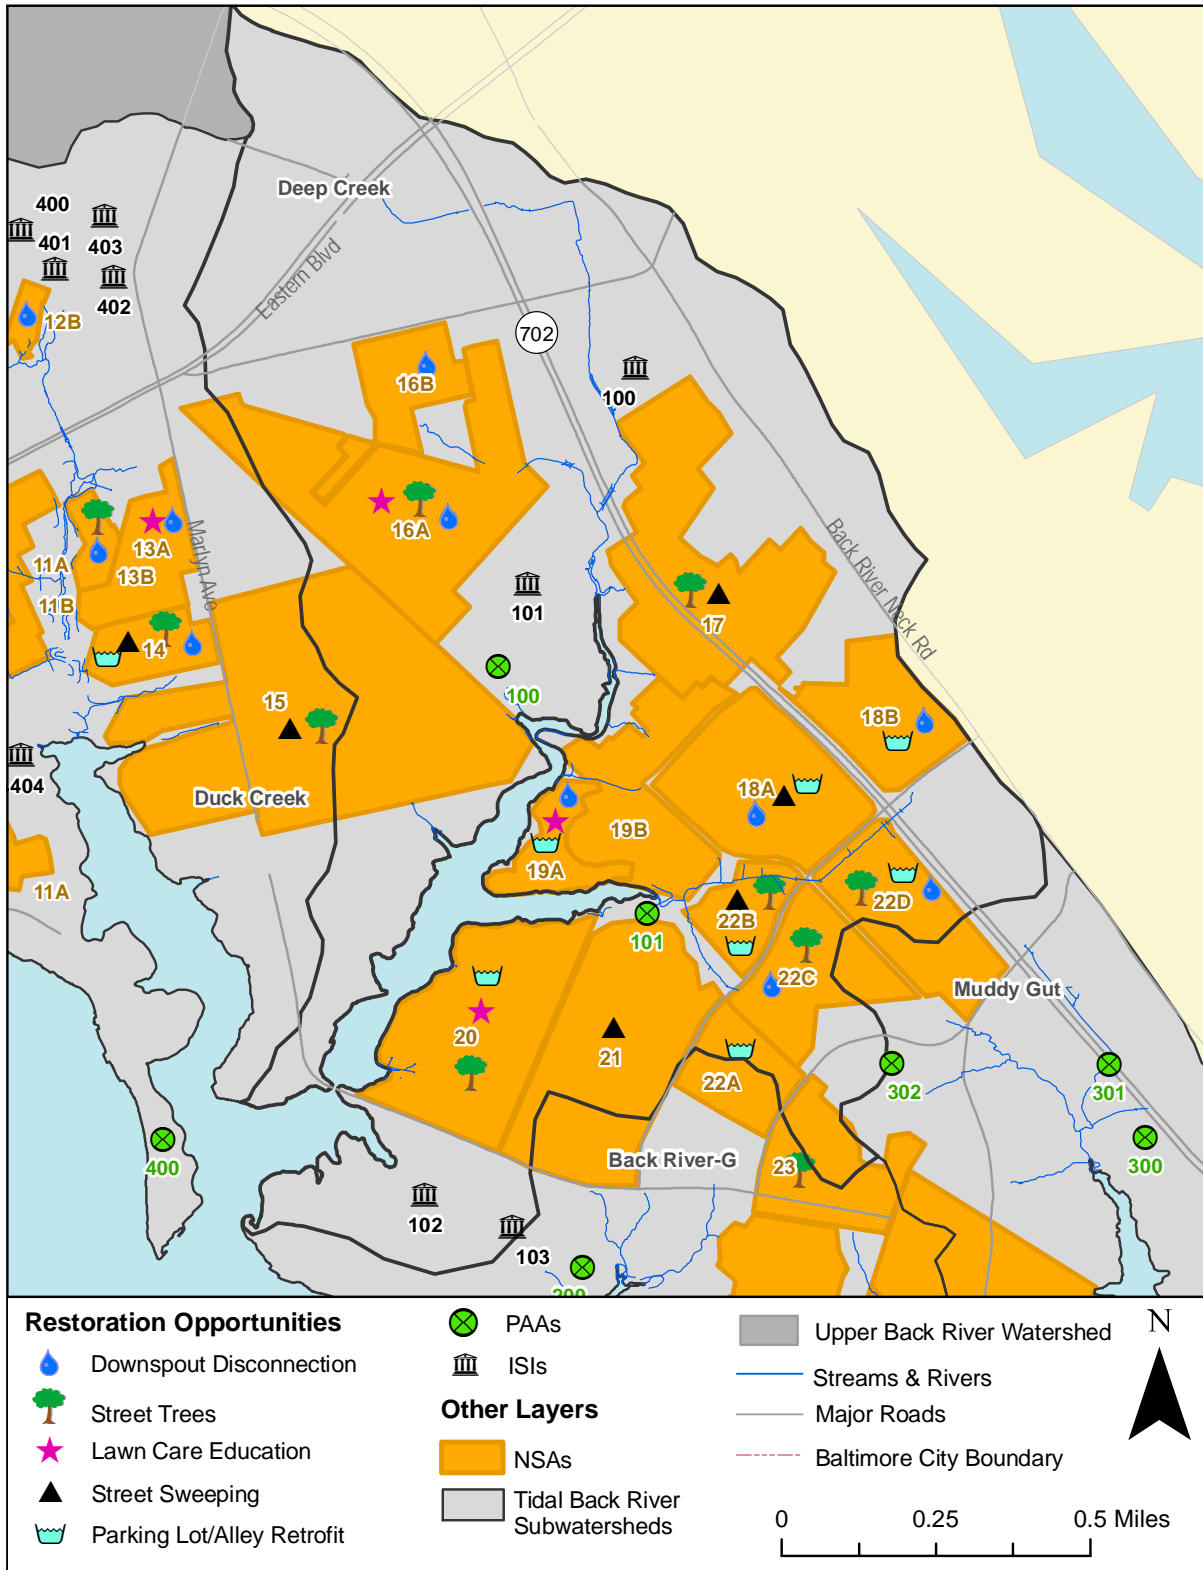 Deep Creek
400
401
403
402
Eastern Blvd
12B
702
16B
100
16A
11A
13A
13B
11B
Marlyn Ave
14
101
100
17
Back River Neck Rd
15
18B
404
Duck Creek
18A
19B
19A
11A
22D
22B
101
22C
Muddy Gut
20
21
22A
302
301
400
Back River-G
23
300
102
103
200
Restoration Opportunities
Downspout Disconnection
Street Trees
Lawn Care Education
Street Sweeping
Parking Lot/Alley Retrofit
PAAs
ISIs
Other Layers
NSAs
Tidal Back River
Subwatersheds
Upper Back River Watershed
Streams & Rivers
Major Roads
Baltimore City Boundary
N
0 0.25 0.5 Miles